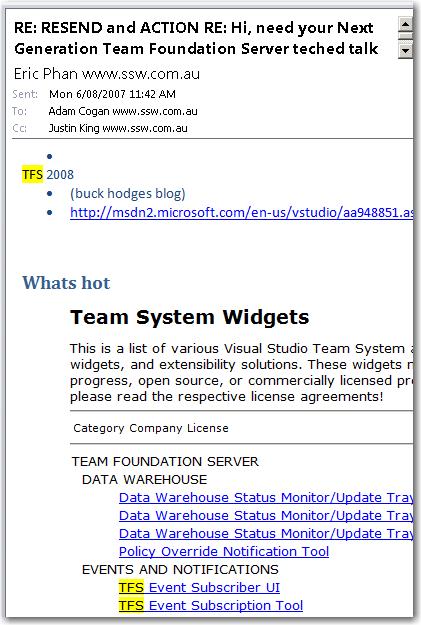 RE: RESEND and ACTION RE: Hi, need your Next
Generation Team Foundation Server teched talk
Eric Phan www.ssw.com.au
Sent: Mon 6/08/2007 11:42 AM
To: Adam Cogan www.ssw.com.au
Cc: Justin King www.ssw.com.au
•
TFS 2008
• (buck hodges blog)
• http://msdn2.microsoft.com/en-us/vstudio/aa948851.as
Whats hot
Team System Widgets
This is a list of various Visual Studio Team System a
widgets, and extensibility solutions. These widgets
progress, open source, or commercially licensed pr
please read the respective license agreements!
Category Company License
TEAM FOUNDATION SERVER
DATA WAREHOUSE
Data Warehouse Status Monitor/Update Tray
Data Warehouse Status Monitor/Update Tray
Data Warehouse Status Monitor/Update Tray
Policy Override Notification Tool
EVENTS AND NOTIFICATIONS
TFS Event Subscriber UI
TFS Event Subscription Tool